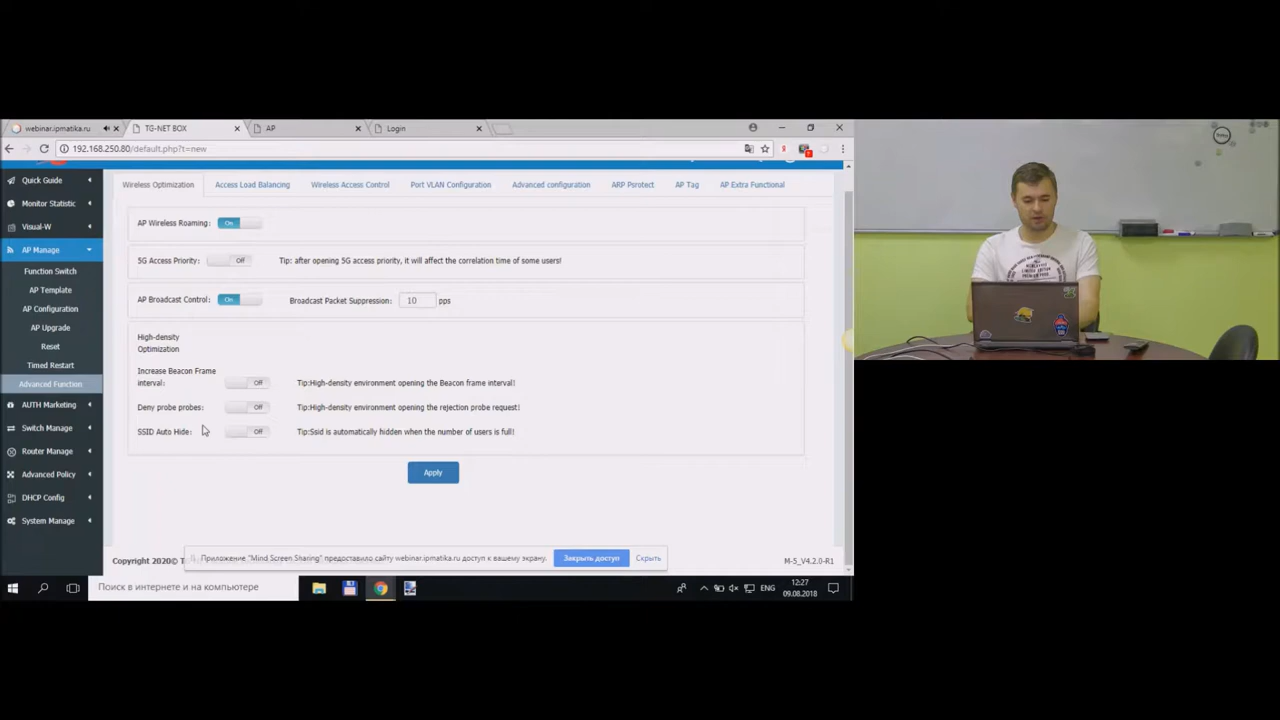 webinar.ipmatika.ru
TG-NET BOX
AP
Login
192.168.250.80/default.php?t=new
Quick Guide
Monitor Statistic
Visual-W
AP Manage
Function Switch
AP Template
AP Configuration
AP Upgrade
Reset
Timed Restart
Advanced Function
AUTH Marketing
Switch Manage
Router Manage
Advanced Policy
DHCP Config
System Manage
Wireless Optimization
Access Load Balancing
Wireless Access Control
Port VLAN Configuration
Advanced configuration
ARP Psrotect
AP Tag
AP Extra Functional
AP Wireless Roaming: On
5G Access Priority: Off Tip: after opening 5G access priority, it will affect the correlation time of some users!
AP Broadcast Control: On Broadcast Packet Suppression: 10 pps
High-density
Optimization
Increase Beacon Frame
interval: Off Tip:High-density environment opening the Beacon frame interval!
Deny probe probes: Off Tip:High-density environment opening the rejection probe request!
SSID Auto Hide: Off Tip:Ssid is automatically hidden when the number of users is full!
Apply
Copyright 2020© T
M-5_V4.2.0-R1
Приложение "Mind Screen Sharing" предоставило сайту webinar.ipmatika.ru доступ к вашему экрану.
Закрыть доступ
Скрыть
Поиск в интернете и на компьютере
ENG
12:27
09.08.2018